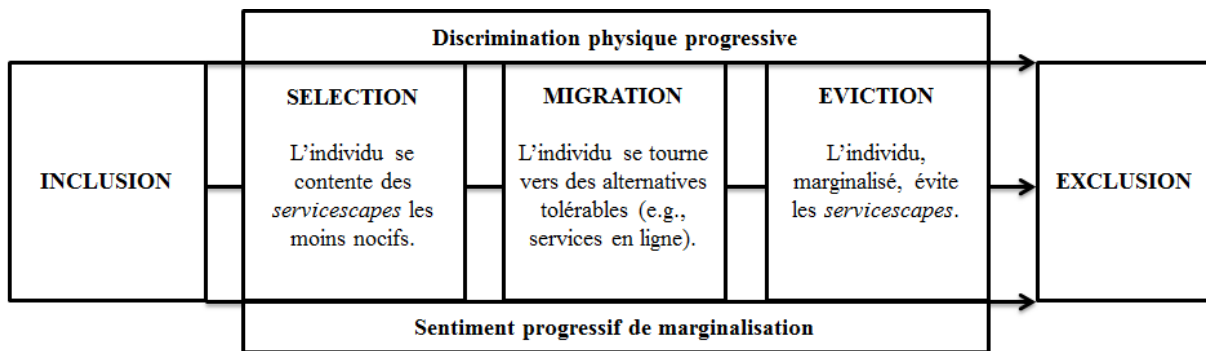 Discrimination physique progressive
INCLUSION
SELECTION
L'individu se
contente des
servicescapes les
moins nocifs.
MIGRATION
L'individu se tourne
vers des alternatives
tolérables (e.g.,
services en ligne).
EVICTION
L'individu,
marginalisé, évite
les servicescapes.
EXCLUSION
Sentiment progressif de marginalisation